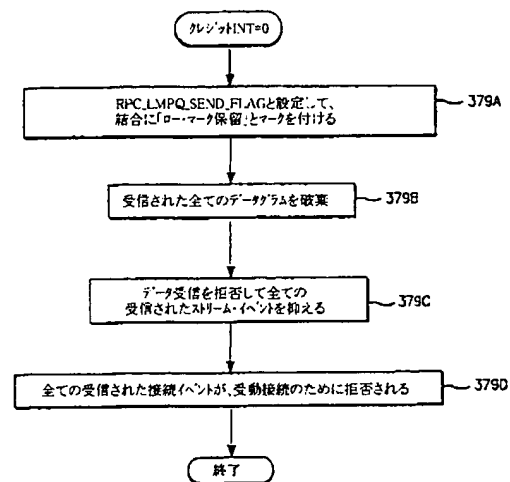 クレジットINT=0
RPC_LMPQ_SEND_FLAGと設定して、
結合に「ロー・マーク保留」とマークを付ける
379A
受信された全てのデータグラムを破棄
379B
データ受信を拒否して全ての
受信されたストリーム・イベントを抑える
379C
全ての受信された接続イベントが、受動接続のために拒否される
379D
終了